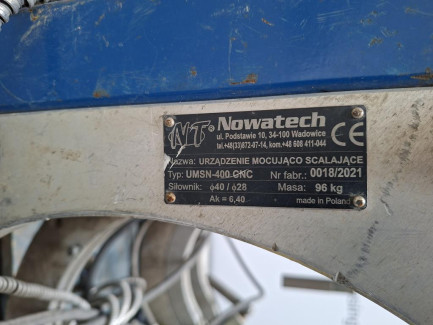 NT® Nowatech
ul. Podstawie 10, 34-100 Wadowice
tel.+48(33)872-07-14, kom.+48 608 411-044
CE
Nazwa: URZĄDZENIE MOCUJĄCO SCALAJĄCE
Typ: UMSN-400 CNC Nr fabr.: 0018/2021
Siłownik: ϕ40 / ϕ28 Masa: 96 kg
Ak = 6,40 made in Poland